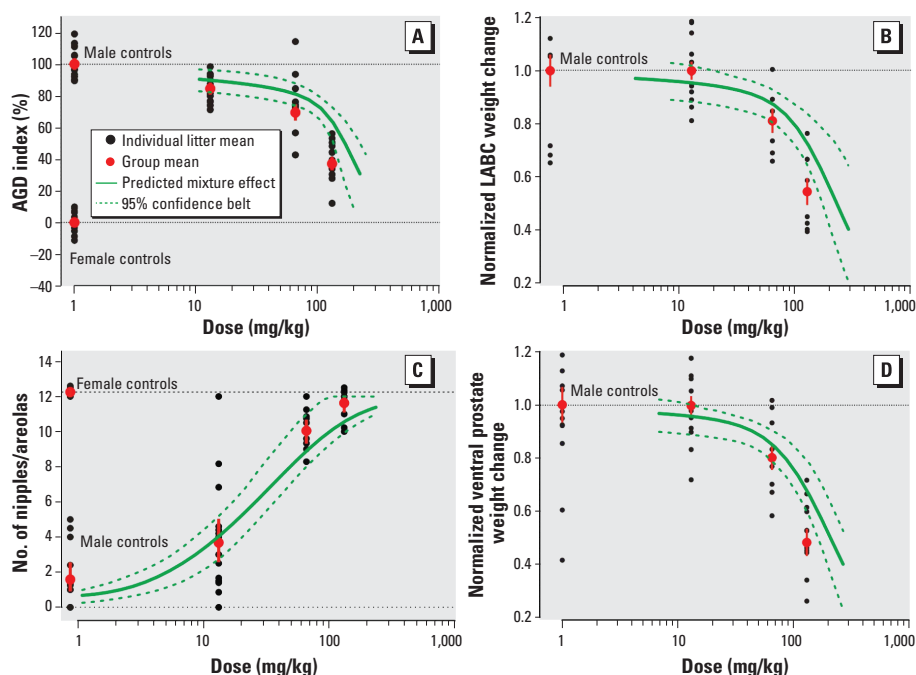 A
AGD index (%)
120
100
80
60
40
20
0
–20
–40
Male controls
Individual litter mean
Group mean
Predicted mixture effect
95% confidence belt
Female controls
1
10
100
1,000
Dose (mg/kg)
B
Normalized LABC weight change
1.2
1.0
0.8
0.6
0.4
0.2
Male controls
1
10
100
1,000
Dose (mg/kg)
C
No. of nipples/areolas
14
12
10
8
6
4
2
0
Female controls
Male controls
1
10
100
1,000
Dose (mg/kg)
D
Normalized ventral prostate
weight change
1.2
1.0
0.8
0.6
0.4
0.2
Male controls
1
10
100
1,000
Dose (mg/kg)